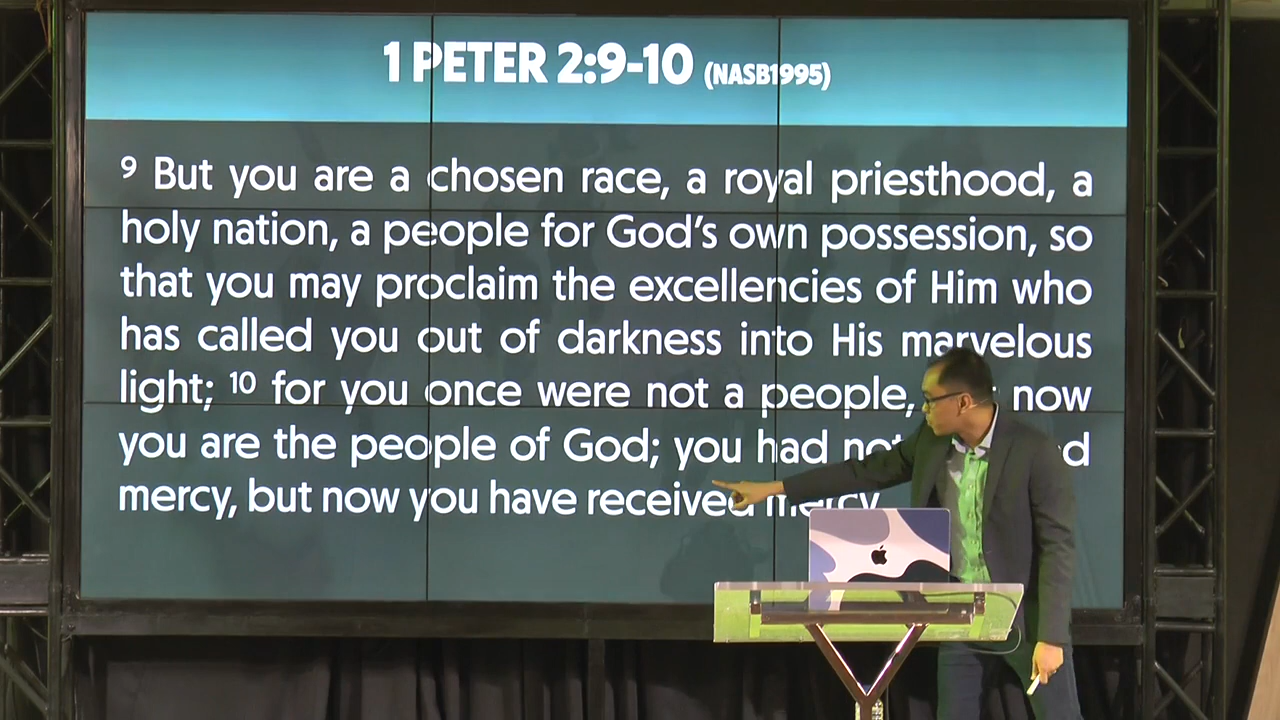 1 PETER 2:9-10 (NASB1995)
9 But you are a chosen race, a royal priesthood, a
holy nation, a people for God's own possession, so
that you may proclaim the excellencies of Him who
has called you out of darkness into His marvelous
light; 10 for you once were not a people, now
you are the people of God; you had not
mercy, but now you have received mercy.